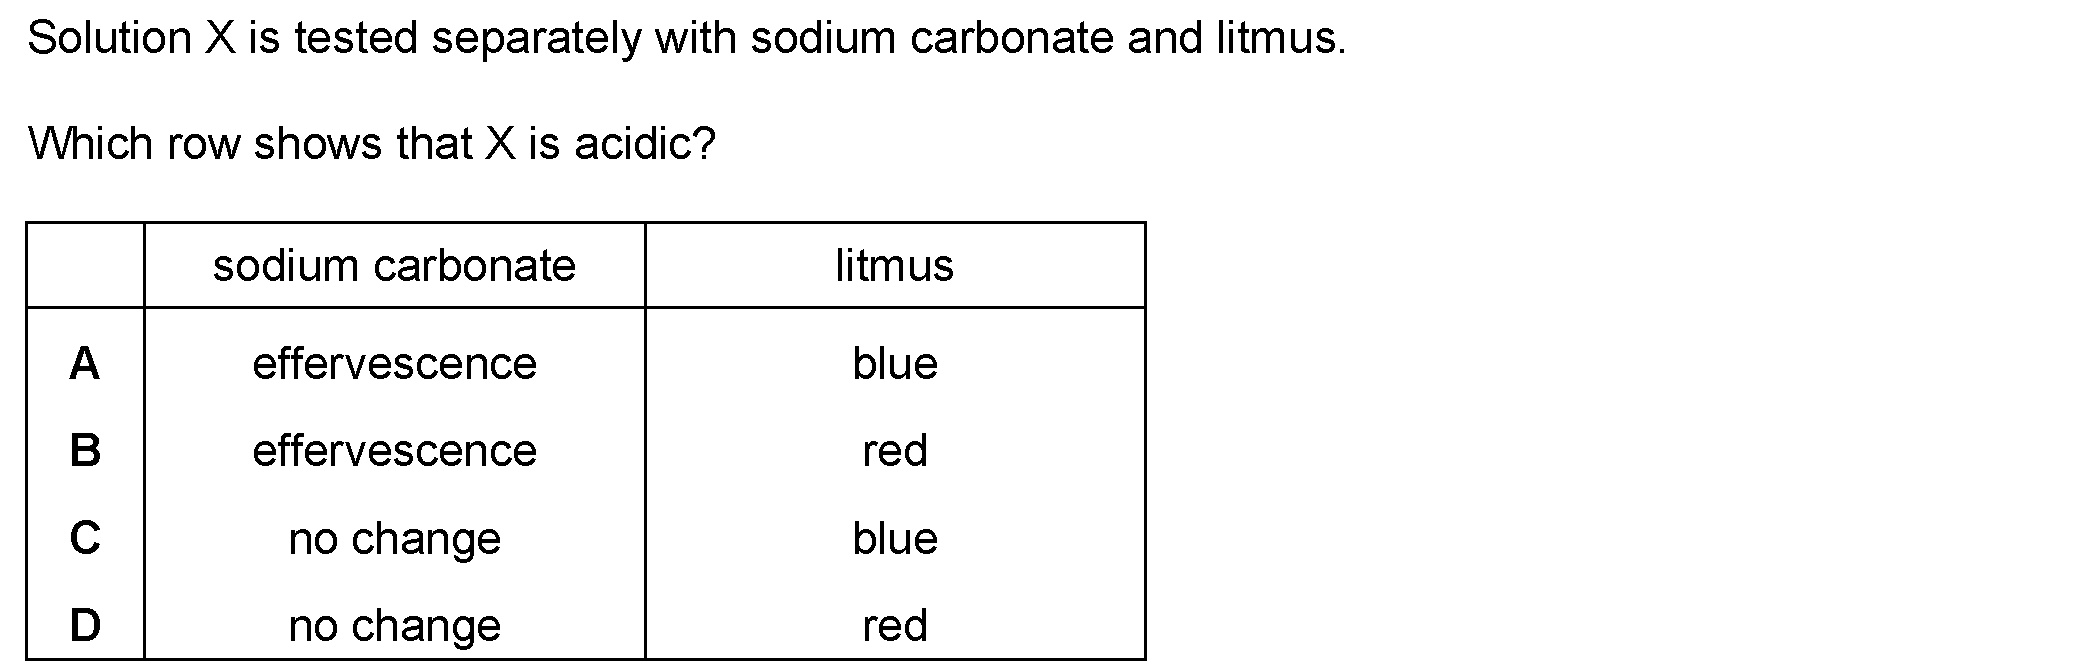 Solution X is tested separately with sodium carbonate and litmus.
Which row shows that X is acidic?
sodium carbonate litmus
A effervescence blue
B effervescence red
C no change blue
D no change red